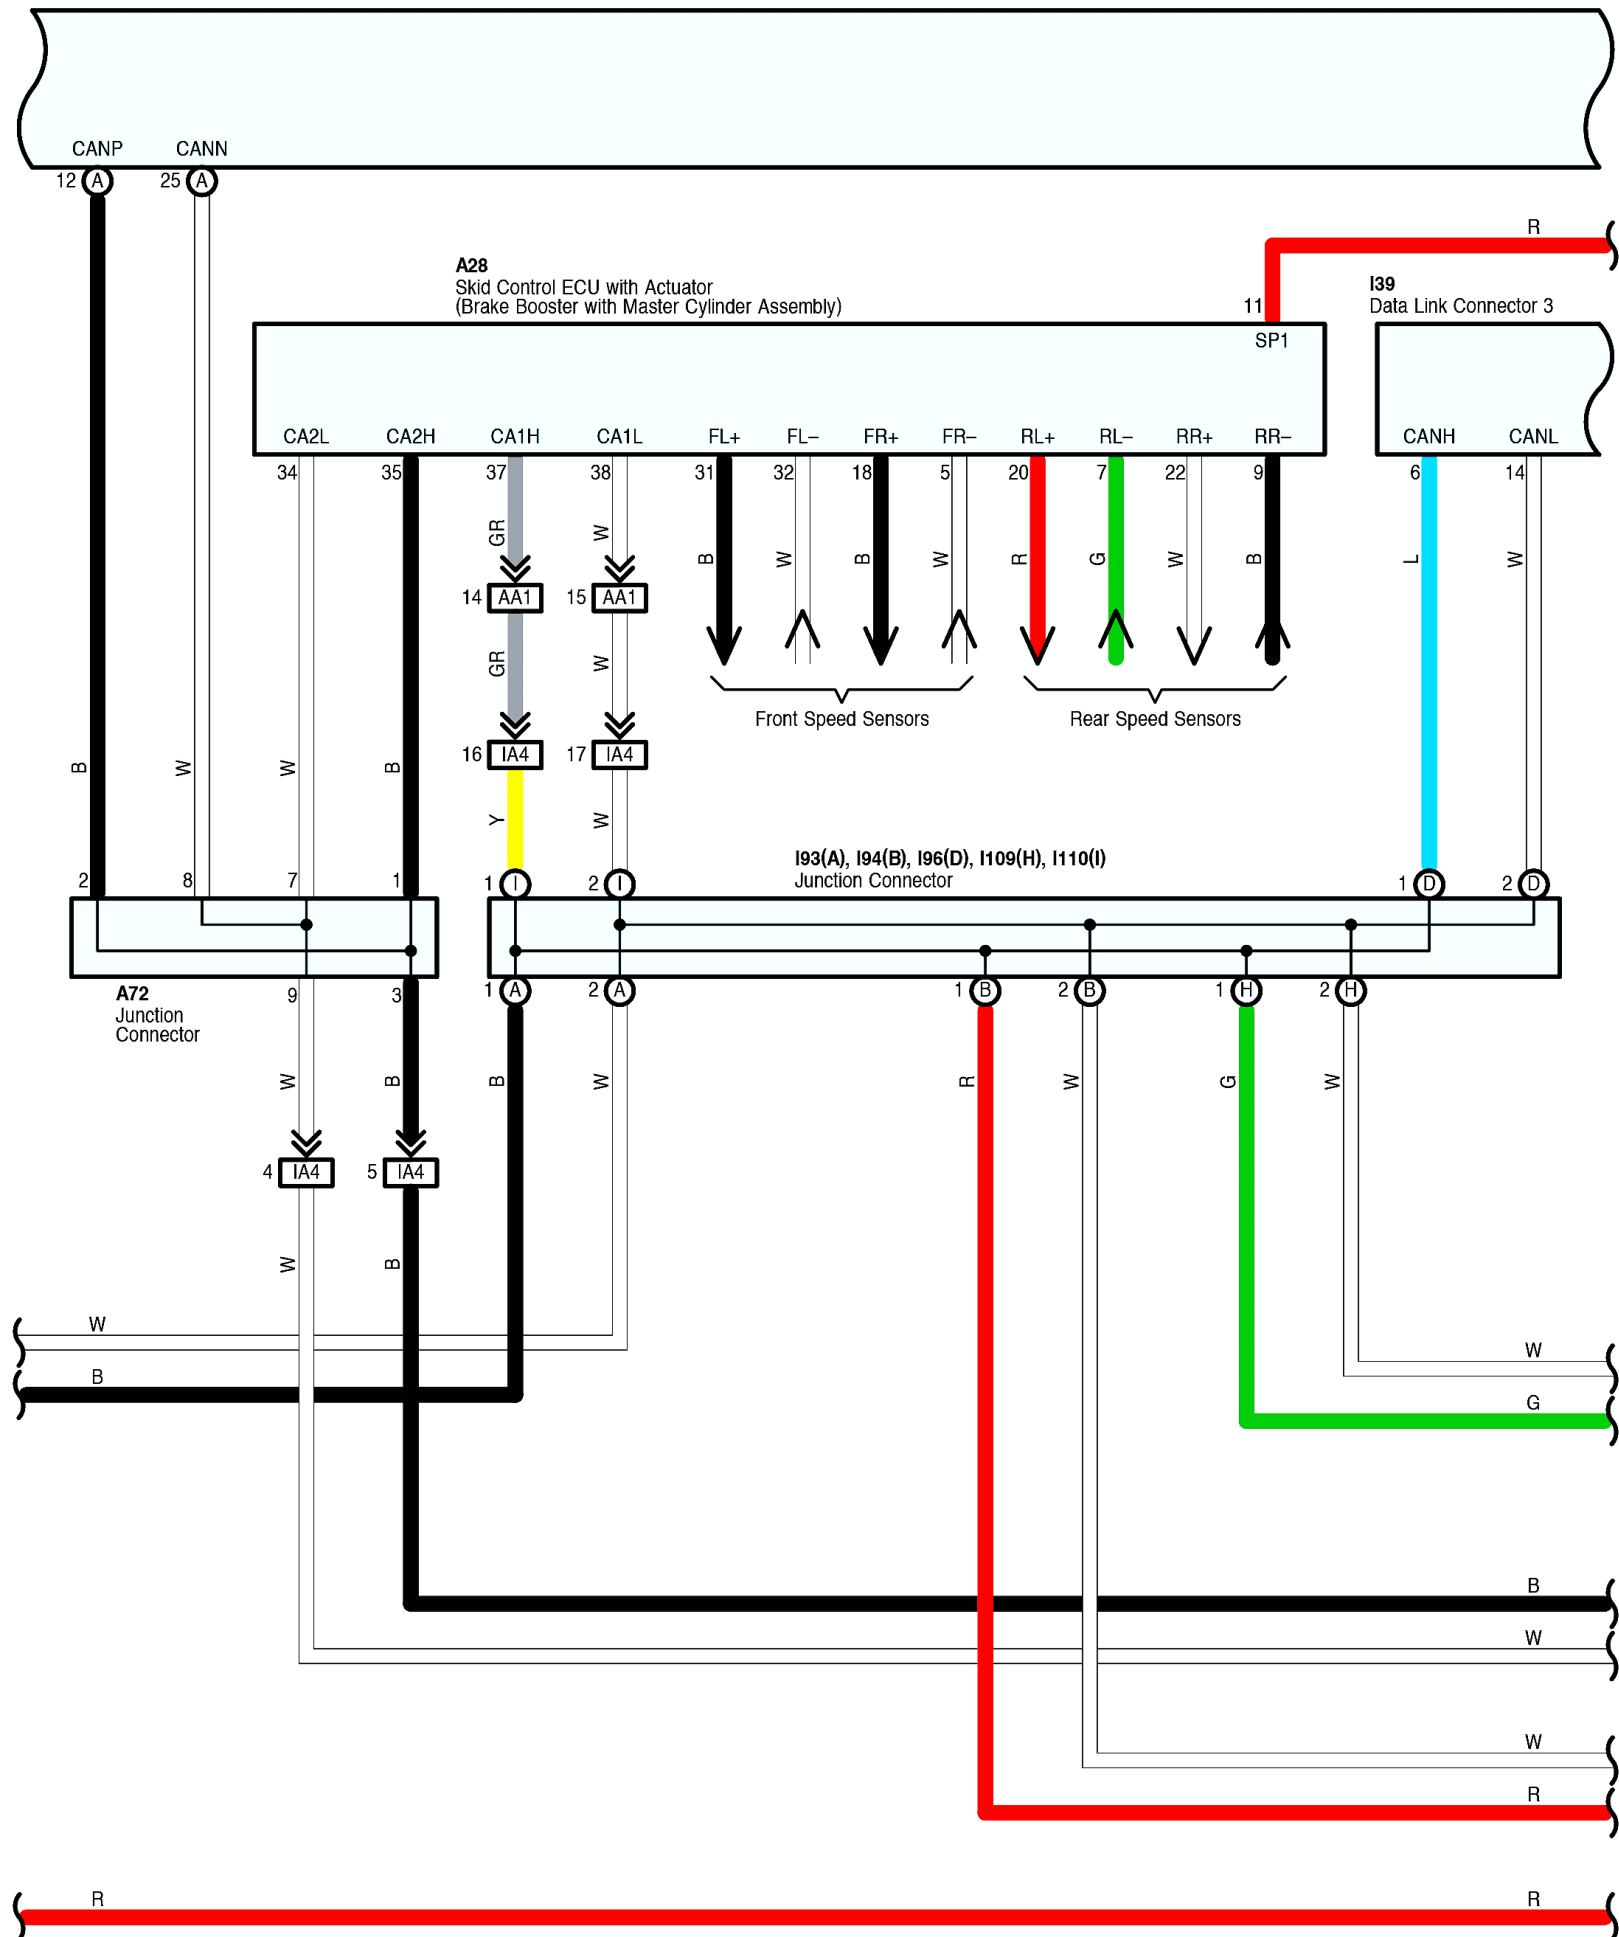 CANP CANN
12 A 25 A
R
A28
Skid Control ECU with Actuator
(Brake Booster with Master Cylinder Assembly)
11
I39
Data Link Connector 3
SP1
CA2L CA2H CA1H CA1L FL+ FL– FR+ FR– RL+ RL– RR+ RR– CANH CANL
34 35 37 38 31 32 18 5 20 7 22 9 6 14
GR W B W B W R G W B L W
14 AA1 15 AA1
GR W
Front Speed Sensors Rear Speed Sensors
16 IA4 17 IA4
B W W B Y W
I93(A), I94(B), I96(D), I109(H), I110(I)
Junction Connector
2 8 7 1 1 I 2 I 1 D 2 D
9 3 1 A 2 A 1 B 2 B 1 H 2 H
A72
Junction
Connector
W B B W R W G W
4 IA4 5 IA4
W B
W
W
B
G
B
W
W
R
R R